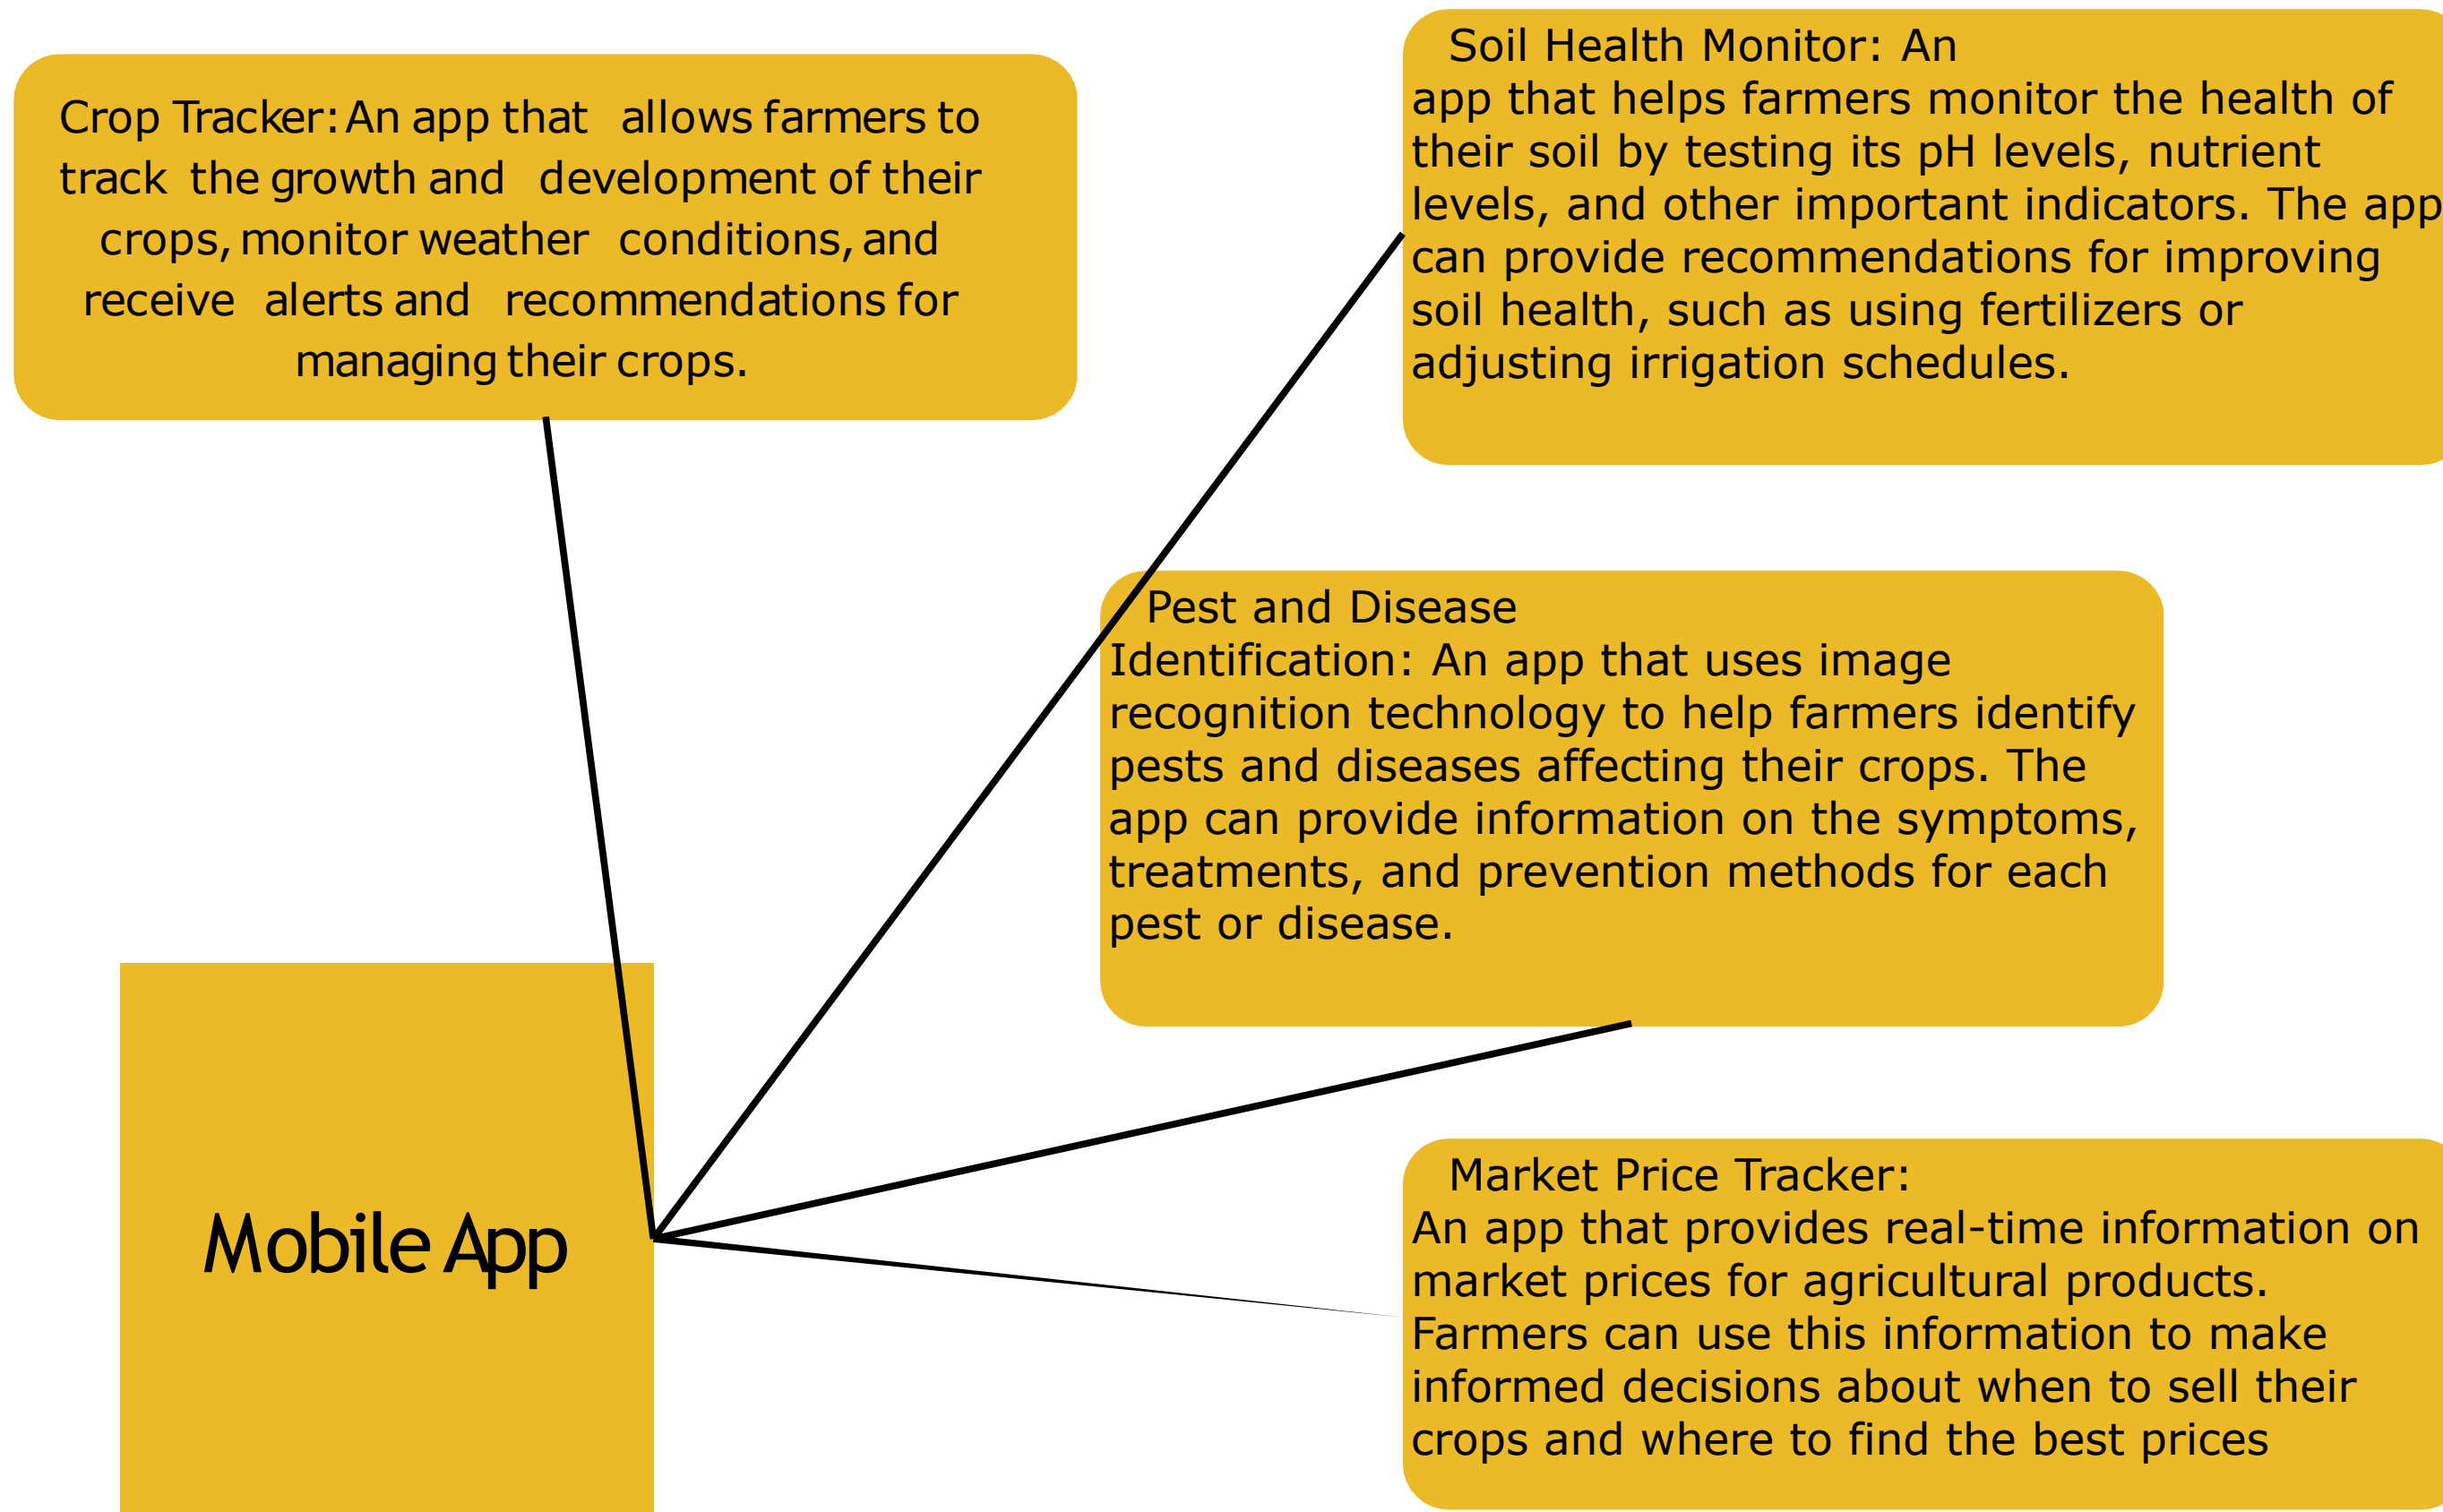 Crop Tracker: An app that allows farmers to
track the growth and development of their
crops, monitor weather conditions, and
receive alerts and recommendations for
managing their crops.
Soil Health Monitor: An
app that helps farmers monitor the health of
their soil by testing its pH levels, nutrient
levels, and other important indicators. The app
can provide recommendations for improving
soil health, such as using fertilizers or
adjusting irrigation schedules.
Pest and Disease
Identification: An app that uses image
recognition technology to help farmers identify
pests and diseases affecting their crops. The
app can provide information on the symptoms,
treatments, and prevention methods for each
pest or disease.
Mobile App
Market Price Tracker:
An app that provides real-time information on
market prices for agricultural products.
Farmers can use this information to make
informed decisions about when to sell their
crops and where to find the best prices